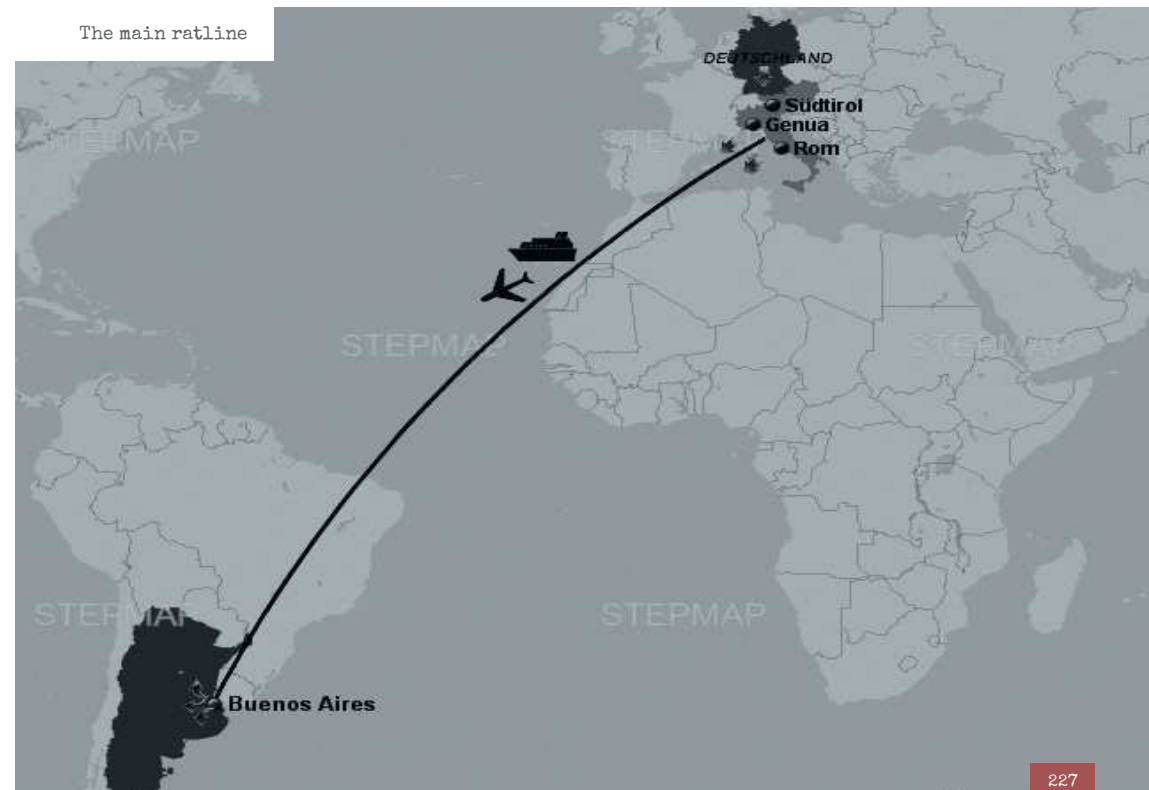 The main ratline
DEUTSCHLAND
Südtirol
STEPMAP
STEPMAP
Genua
Rom
STEPMAP
STEPMAP
STEPMAP
STEPMAP
Buenos Aires
227